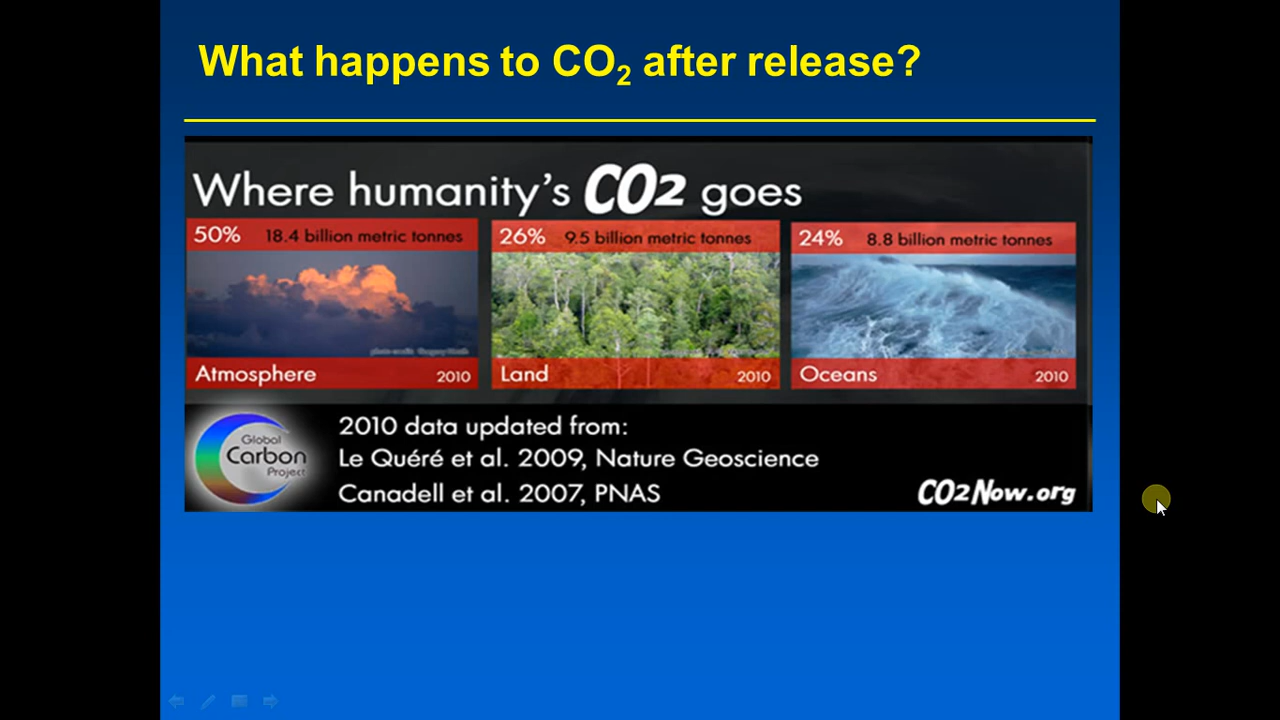 What happens to CO₂ after release?
Where humanity's CO2 goes
50% 18.4 billion metric tonnes
26% 9.5 billion metric tonnes
24% 8.8 billion metric tonnes
Atmosphere 2010
Land 2010
Oceans 2010
Global
Carbon
Project
2010 data updated from:
Le Quéré et al. 2009, Nature Geoscience
Canadell et al. 2007, PNAS
CO2Now.org